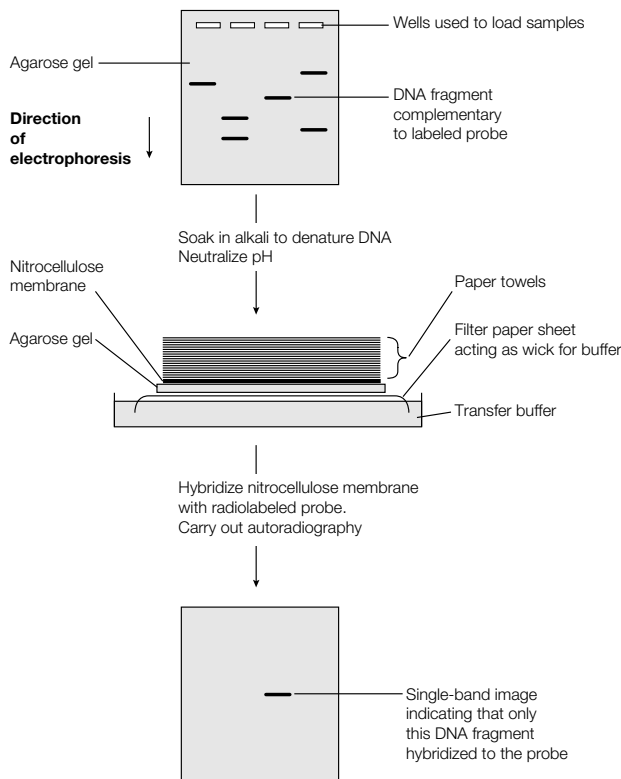 Wells used to load samples
Agarose gel
DNA fragment
complementary
to labeled probe
Direction
of
electrophoresis
Soak in alkali to denature DNA
Neutralize pH
Nitrocellulose
membrane
Paper towels
Agarose gel
Filter paper sheet
acting as wick for buffer
Transfer buffer
Hybridize nitrocellulose membrane
with radiolabeled probe.
Carry out autoradiography
Single-band image
indicating that only
this DNA fragment
hybridized to the probe